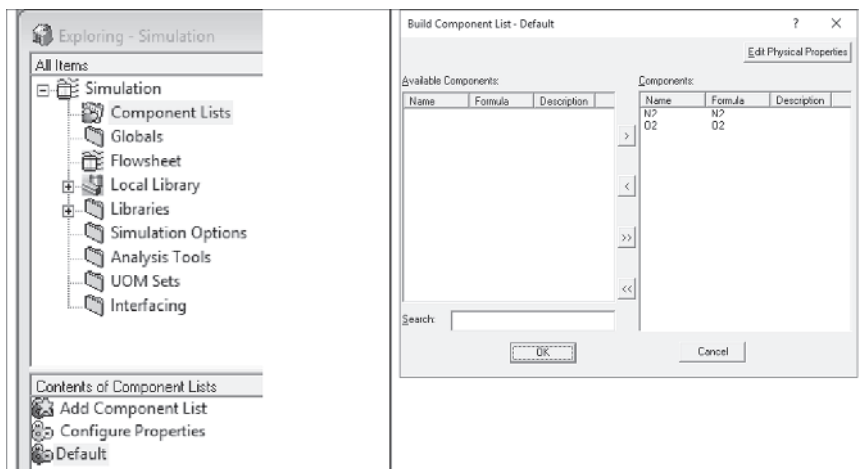 Exploring - Simulation
All Items
Simulation
Component Lists
Globals
Flowsheet
Local Library
Libraries
Simulation Options
Analysis Tools
UOM Sets
Interfacing
Contents of Component Lists
Add Component List
Configure Properties
Default
Build Component List - Default ? ×
Edit Physical Properties
Available Components: Components:
Name Formula Description Name Formula Description
N2 N2
O2 O2
>
<
>>
<<
Search:
OK Cancel